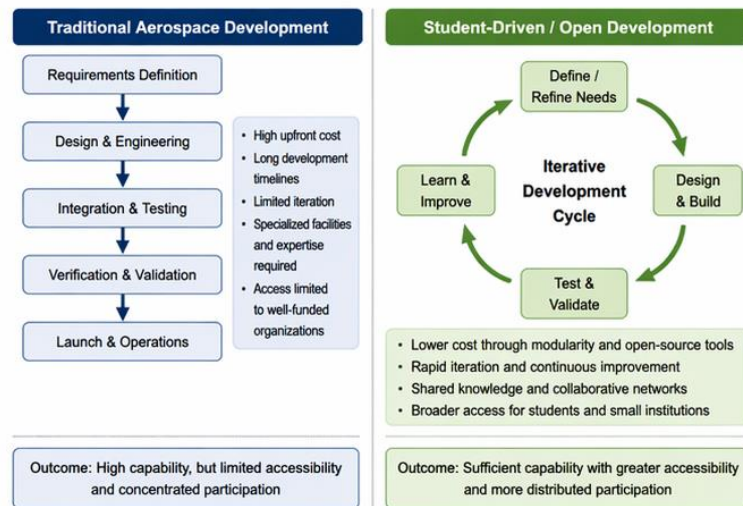 Traditional Aerospace Development
Requirements Definition
Design & Engineering
Integration & Testing
Verification & Validation
Launch & Operations
• High upfront cost
• Long development
timelines
• Limited iteration
• Specialized facilities
and expertise
required
• Access limited
to well-funded
organizations
Outcome: High capability, but limited accessibility
and concentrated participation
Student-Driven / Open Development
Define /
Refine Needs
Design
& Build
Test &
Validate
Learn &
Improve
Iterative
Development
Cycle
• Lower cost through modularity and open-source tools
• Rapid iteration and continuous improvement
• Shared knowledge and collaborative networks
• Broader access for students and small institutions
Outcome: Sufficient capability with greater accessibility
and more distributed participation